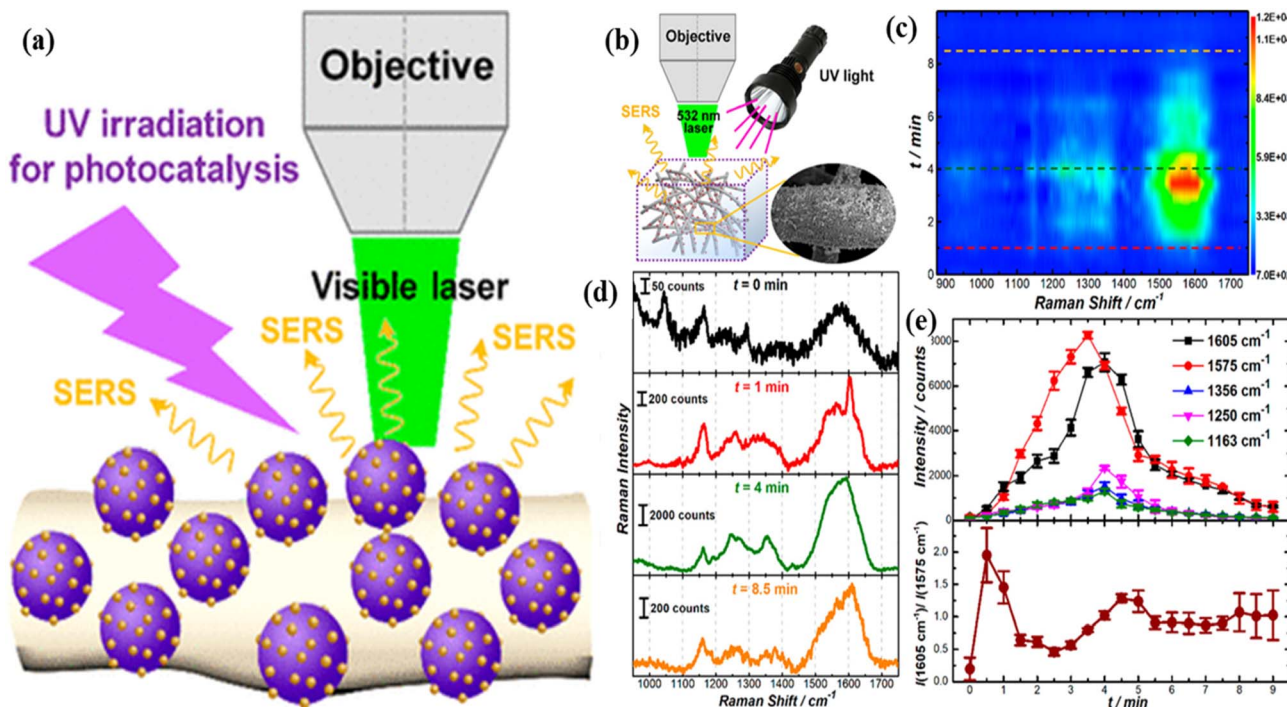 (a)
Objective
UV irradiation
for photocatalysis
Visible laser
SERS
SERS
SERS
(b)
Objective
UV light
SERS
532 nm
laser
(c)
t / min
8
6
4
2
0
900 1000 1100 1200 1300 1400 1500 1600 1700
Raman Shift / cm-1
1.2E+0
1.1E+0
8.4E+0
5.9E+0
3.3E+0
7.0E+0
(d)
Raman Intensity
50 counts
t = 0 min
200 counts
t = 1 min
2000 counts
t = 4 min
200 counts
t = 8.5 min
1000 1100 1200 1300 1400 1500 1600 1700
Raman Shift / cm-1
(e)
Intensity / counts
6000
4000
2000
0
1605 cm-1
1575 cm-1
1356 cm-1
1250 cm-1
1163 cm-1
I(1605 cm-1)/ I(1575 cm-1)
2.0
1.5
1.0
0.5
0.0
0 1 2 3 4 5 6 7 8 9
t / min